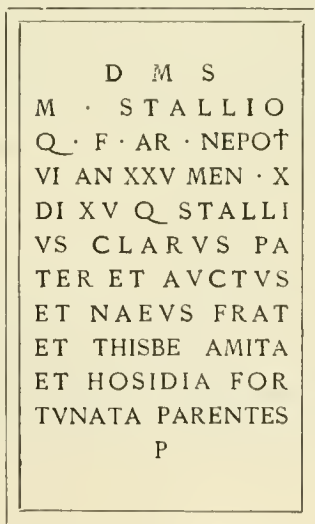 D M S
M · STALLIO
Q · F · AR · NEPOT
VI AN XXV MEN · X
DI XV Q STALLI
VS CLARVS PA
TER ET AVCTVS
ET NAEVS FRAT
ET THISBE AMITA
ET HOSIDIA FOR
TVNATA PARENTES
P